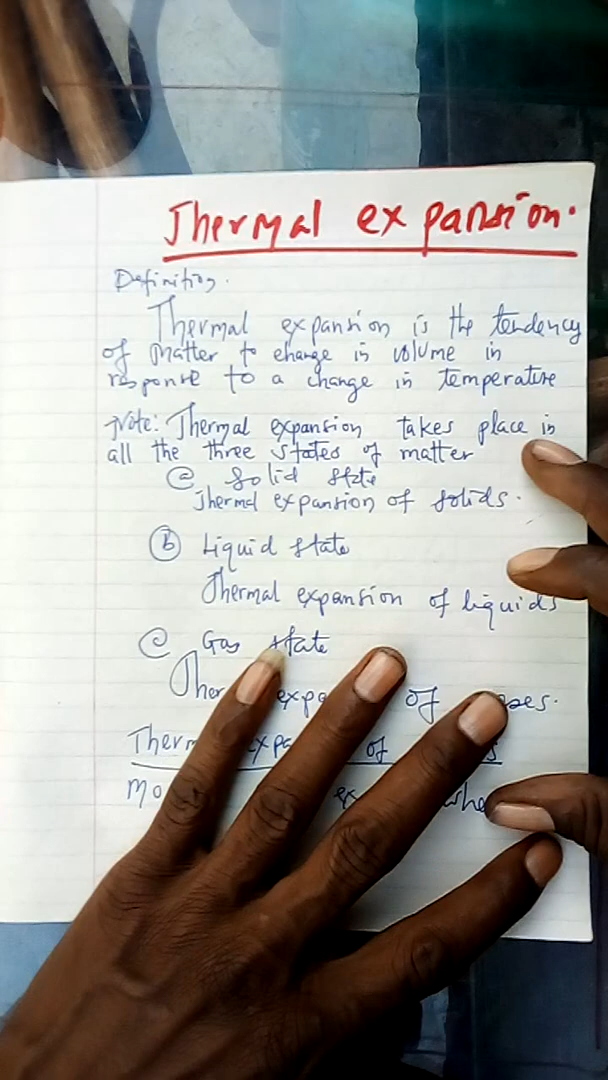 Thermal expansion.
Definition.
Thermal expansion is the tendency
of matter to change in volume in
response to a change in temperature
Note: Thermal expansion takes place in
all the three states of matter
(a) Solid state
Thermal expansion of solids.
(b) Liquid state
Thermal expansion of liquids
(c) Gas state
of
of